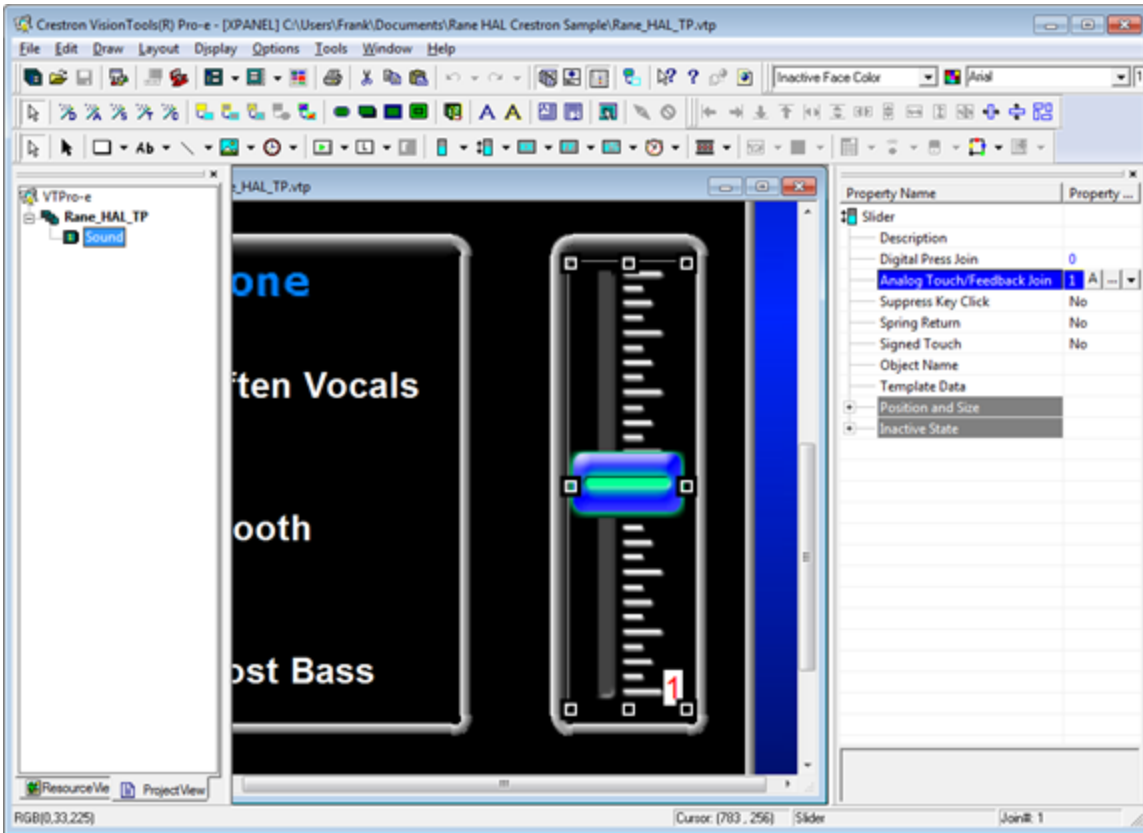 Crestron VisionTools(R) Pro-e - [XPANEL] C:\Users\Frank\Documents\Rane HAL Crestron Sample\Rane_HAL_TP.vtp
File Edit Draw Layout Display Options Tools Window Help
Inactive Face Color Arial 1
Ab
VTPro-e
Rane_HAL_TP
Sound
_HAL_TP.vtp
one
ften Vocals
ooth
ost Bass
1
Property Name Property ...
Slider
Description
Digital Press Join 0
Analog Touch/Feedback Join 1 A ...
Suppress Key Click No
Spring Return No
Signed Touch No
Object Name
Template Data
Position and Size
Inactive State
ResourceVie ProjectView
RGB(0,33,225) Cursor: (783 , 256) Slider Join#: 1